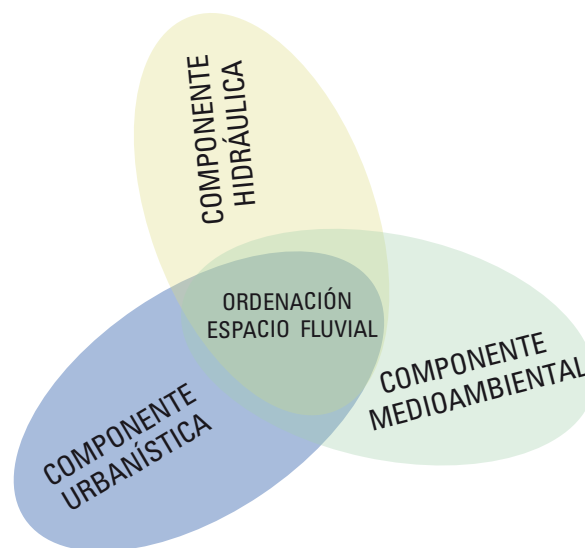 COMPONENTE
HIDRÁULICA
ORDENACIÓN
ESPACIO FLUVIAL
COMPONENTE
MEDIOAMBIENTAL
COMPONENTE
URBANÍSTICA